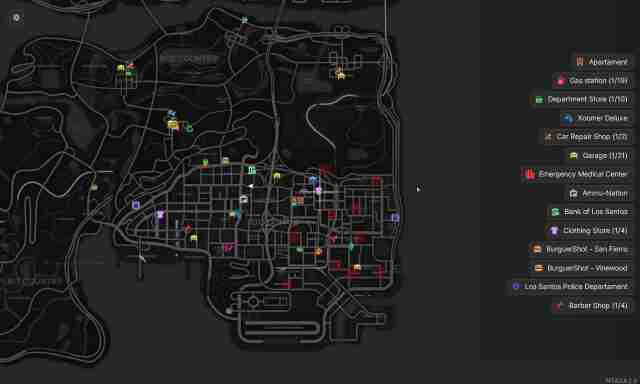 Apartament
Gas station (1/19)
Department Store (1/10)
Xoomer Deluxe
Car Repair Shop (1/2)
Garage (1/21)
Emergency Medical Center
Ammu-Nation
Bank of Los Santos
Clothing Store (1/4)
BurguerShot - San Fierro
BurguerShot - Vinewood
Los Santos Police Departament
Barber Shop (1/4)